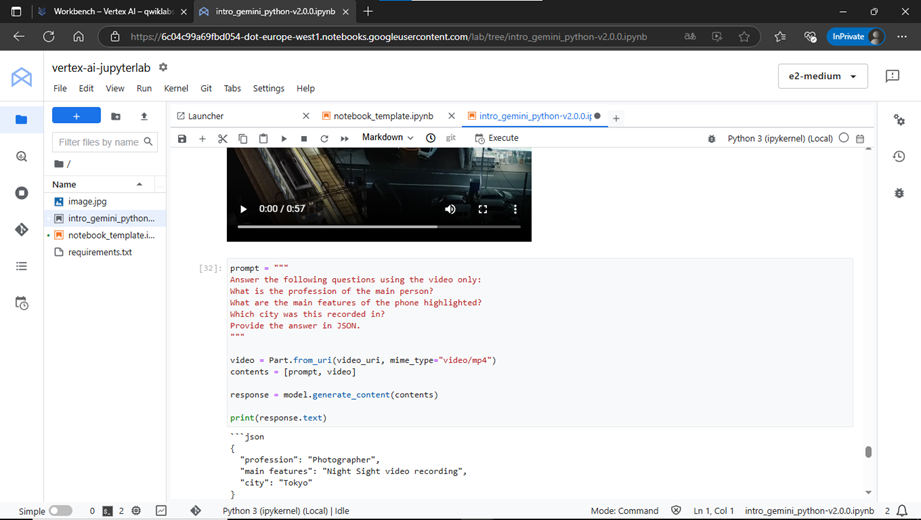 Workbench – Vertex AI – qwiklabs
intro_gemini_python-v2.0.0.ipynb
https://6c04c99a69fbd054-dot-europe-west1.notebooks.googleusercontent.com/lab/tree/intro_gemini_python-v2.0.0.ipynb
InPrivate
vertex-ai-jupyterlab
File Edit View Run Kernel Git Tabs Settings Help
e2-medium
Filter files by name
/
Name
image.jpg
intro_gemini_python...
notebook_template.i...
requirements.txt
Launcher
notebook_template.ipynb
intro_gemini_python-v2.0.0.ip
Markdown
git
Execute
Python 3 (ipykernel) (Local)
0:00 / 0:57
[32]:
prompt = """
Answer the following questions using the video only:
What is the profession of the main person?
What are the main features of the phone highlighted?
Which city was this recorded in?
Provide the answer in JSON.
"""
video = Part.from_uri(video_uri, mime_type="video/mp4")
contents = [prompt, video]
response = model.generate_content(contents)
print(response.text)
```json
{
"profession": "Photographer",
"main features": "Night Sight video recording",
"city": "Tokyo"
}
Simple 0 2 Python 3 (ipykernel) (Local) | Idle Mode: Command Ln 1, Col 1 intro_gemini_python-v2.0.0.ipynb 2